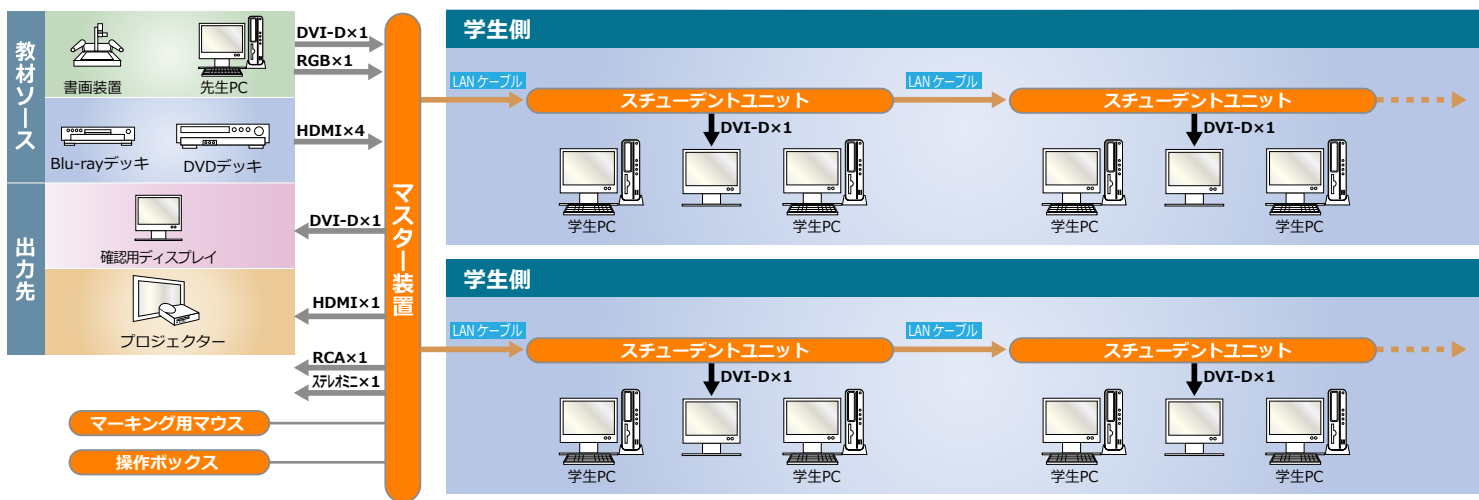 教材ソース
書画装置
先生PC
Blu-rayデッキ
DVDデッキ
出力先
確認用ディスプレイ
プロジェクター
DVI-D×1
RGB×1
HDMI×4
DVI-D×1
HDMI×1
RCA×1
ステレオミニ×1
マーキング用マウス
操作ボックス
マスター装置
学生側
LANケーブル
スチューデントユニット
LANケーブル
スチューデントユニット
DVI-D×1
DVI-D×1
学生PC
学生PC
学生PC
学生PC
学生側
LANケーブル
スチューデントユニット
LANケーブル
スチューデントユニット
DVI-D×1
DVI-D×1
学生PC
学生PC
学生PC
学生PC